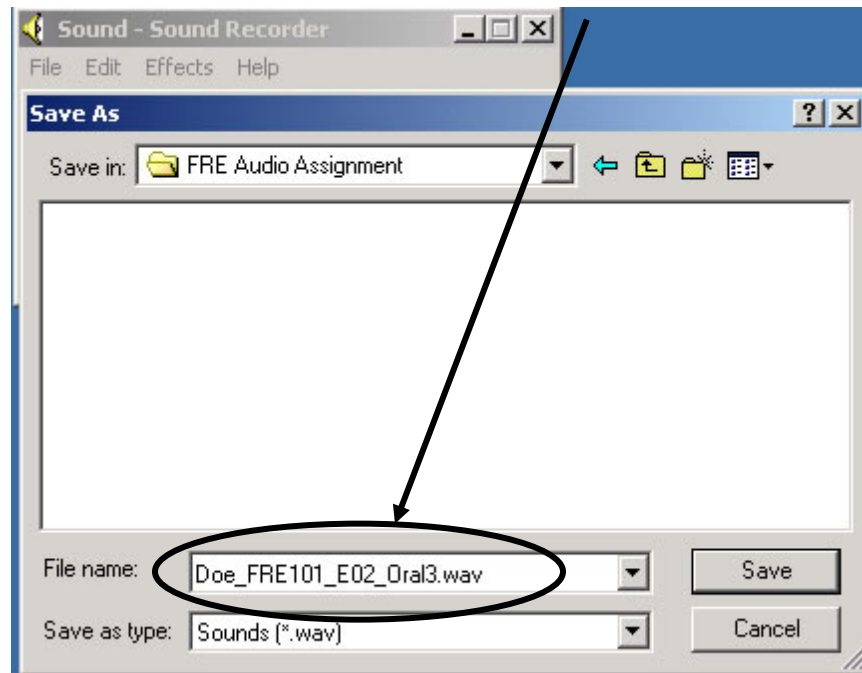 Sound - Sound Recorder
File Edit Effects Help
Save As
Save in: FRE Audio Assignment
File name: Doe_FRE101_E02_Oral3.wav Save
Save as type: Sounds (*.wav) Cancel